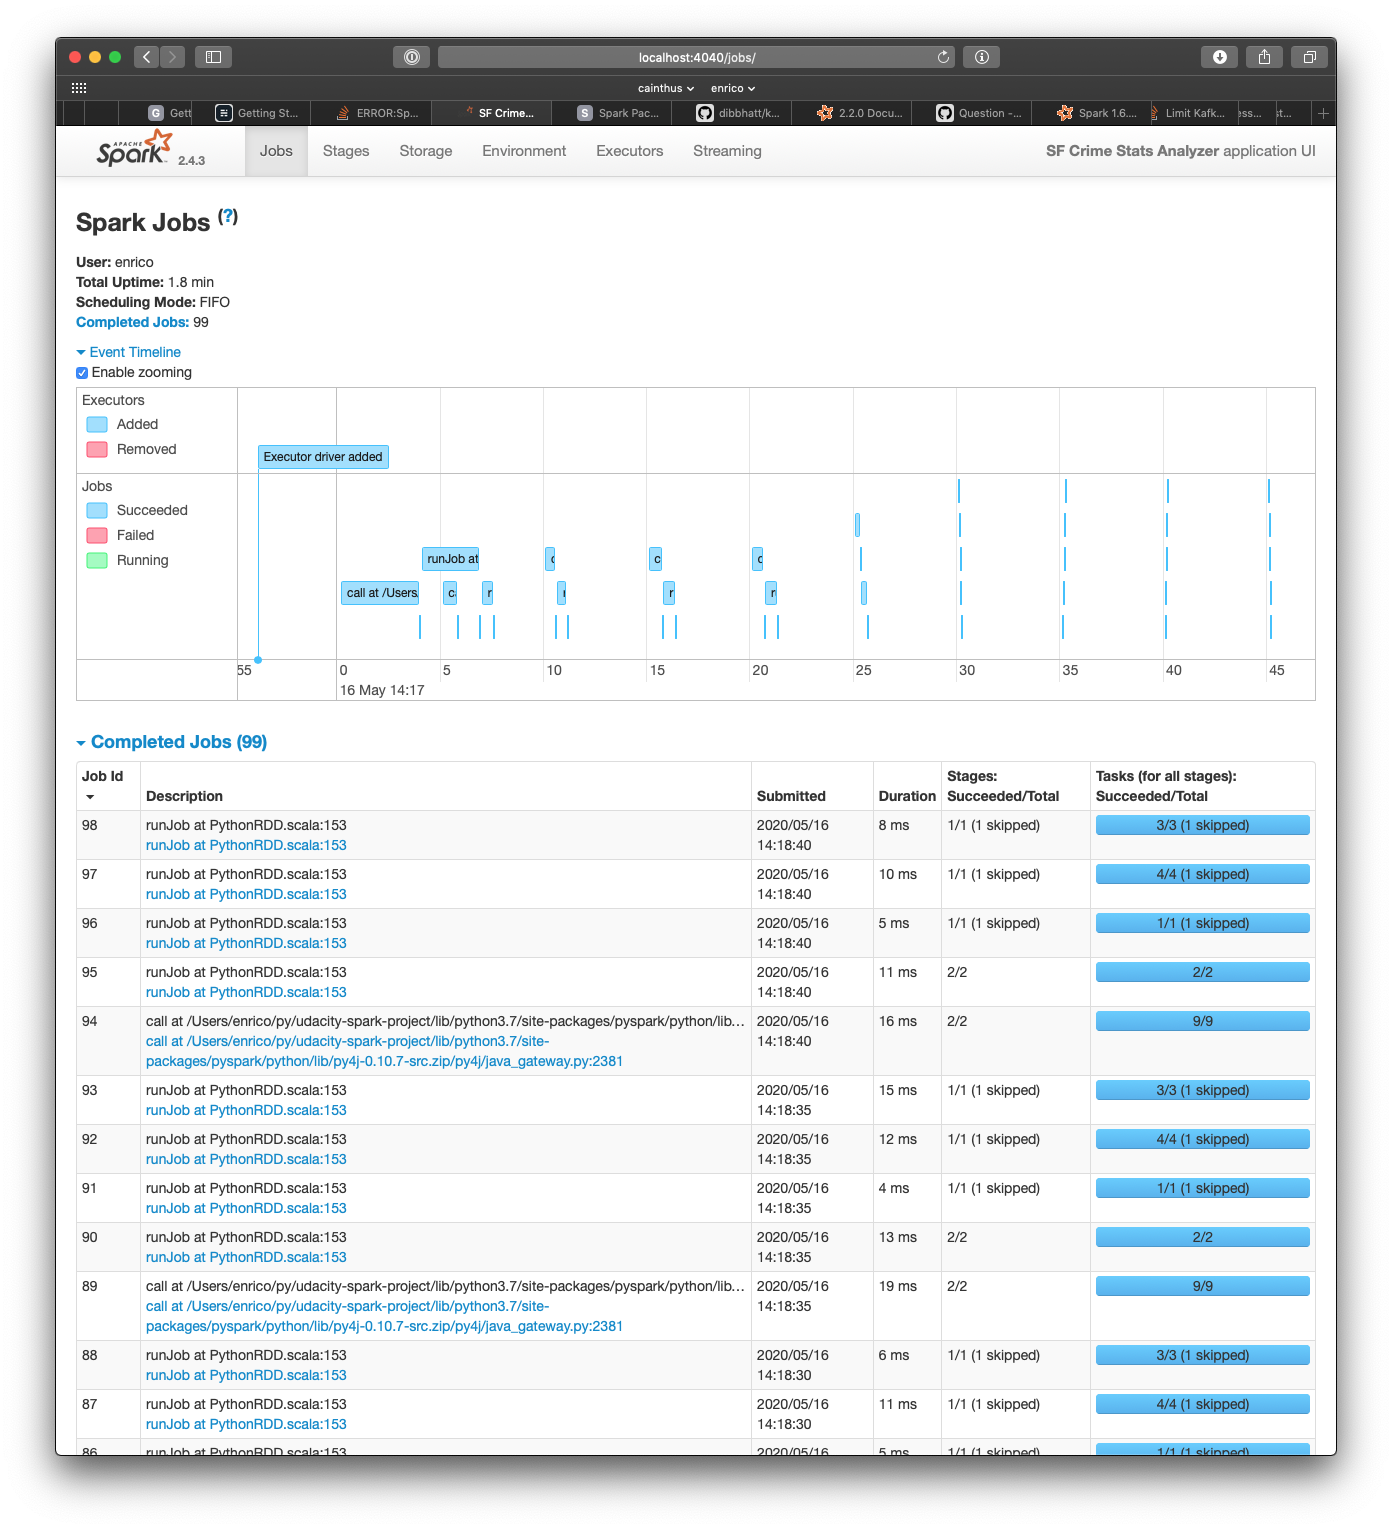 localhost:4040/jobs/
cainthus enrico
G Gett Getting St... ERROR:Sp... SF Crime... S Spark Pac... dibbhatt/k... 2.2.0 Docu... Question -... Spark 1.6.... Limit Kafk... ess... st... +
APACHE Spark 2.4.3 Jobs Stages Storage Environment Executors Streaming SF Crime Stats Analyzer application UI
Spark Jobs (?)
User: enrico
Total Uptime: 1.8 min
Scheduling Mode: FIFO
Completed Jobs: 99
Event Timeline
Enable zooming
Executors
Added
Removed
Executor driver added
Jobs
Succeeded
Failed
Running
runJob at c c c
call at /Users c r r r r
55 0 5 10 15 20 25 30 35 40 45
16 May 14:17
Completed Jobs (99)
Job Id Description Submitted Duration Stages: Succeeded/Total Tasks (for all stages): Succeeded/Total
98 runJob at PythonRDD.scala:153 2020/05/16 8 ms 1/1 (1 skipped) 3/3 (1 skipped)
runJob at PythonRDD.scala:153 14:18:40
97 runJob at PythonRDD.scala:153 2020/05/16 10 ms 1/1 (1 skipped) 4/4 (1 skipped)
runJob at PythonRDD.scala:153 14:18:40
96 runJob at PythonRDD.scala:153 2020/05/16 5 ms 1/1 (1 skipped) 1/1 (1 skipped)
runJob at PythonRDD.scala:153 14:18:40
95 runJob at PythonRDD.scala:153 2020/05/16 11 ms 2/2 2/2
runJob at PythonRDD.scala:153 14:18:40
94 call at /Users/enrico/py/udacity-spark-project/lib/python3.7/site-packages/pyspark/python/lib... 2020/05/16 16 ms 2/2 9/9
call at /Users/enrico/py/udacity-spark-project/lib/python3.7/site- 14:18:40
packages/pyspark/python/lib/py4j-0.10.7-src.zip/py4j/java_gateway.py:2381
93 runJob at PythonRDD.scala:153 2020/05/16 15 ms 1/1 (1 skipped) 3/3 (1 skipped)
runJob at PythonRDD.scala:153 14:18:35
92 runJob at PythonRDD.scala:153 2020/05/16 12 ms 1/1 (1 skipped) 4/4 (1 skipped)
runJob at PythonRDD.scala:153 14:18:35
91 runJob at PythonRDD.scala:153 2020/05/16 4 ms 1/1 (1 skipped) 1/1 (1 skipped)
runJob at PythonRDD.scala:153 14:18:35
90 runJob at PythonRDD.scala:153 2020/05/16 13 ms 2/2 2/2
runJob at PythonRDD.scala:153 14:18:35
89 call at /Users/enrico/py/udacity-spark-project/lib/python3.7/site-packages/pyspark/python/lib... 2020/05/16 19 ms 2/2 9/9
call at /Users/enrico/py/udacity-spark-project/lib/python3.7/site- 14:18:35
packages/pyspark/python/lib/py4j-0.10.7-src.zip/py4j/java_gateway.py:2381
88 runJob at PythonRDD.scala:153 2020/05/16 6 ms 1/1 (1 skipped) 3/3 (1 skipped)
runJob at PythonRDD.scala:153 14:18:30
87 runJob at PythonRDD.scala:153 2020/05/16 11 ms 1/1 (1 skipped) 4/4 (1 skipped)
runJob at PythonRDD.scala:153 14:18:30
86 runJob at PythonRDD.scala:153 2020/05/16 5 ms 1/1 (1 skipped) 1/1 (1 skipped)